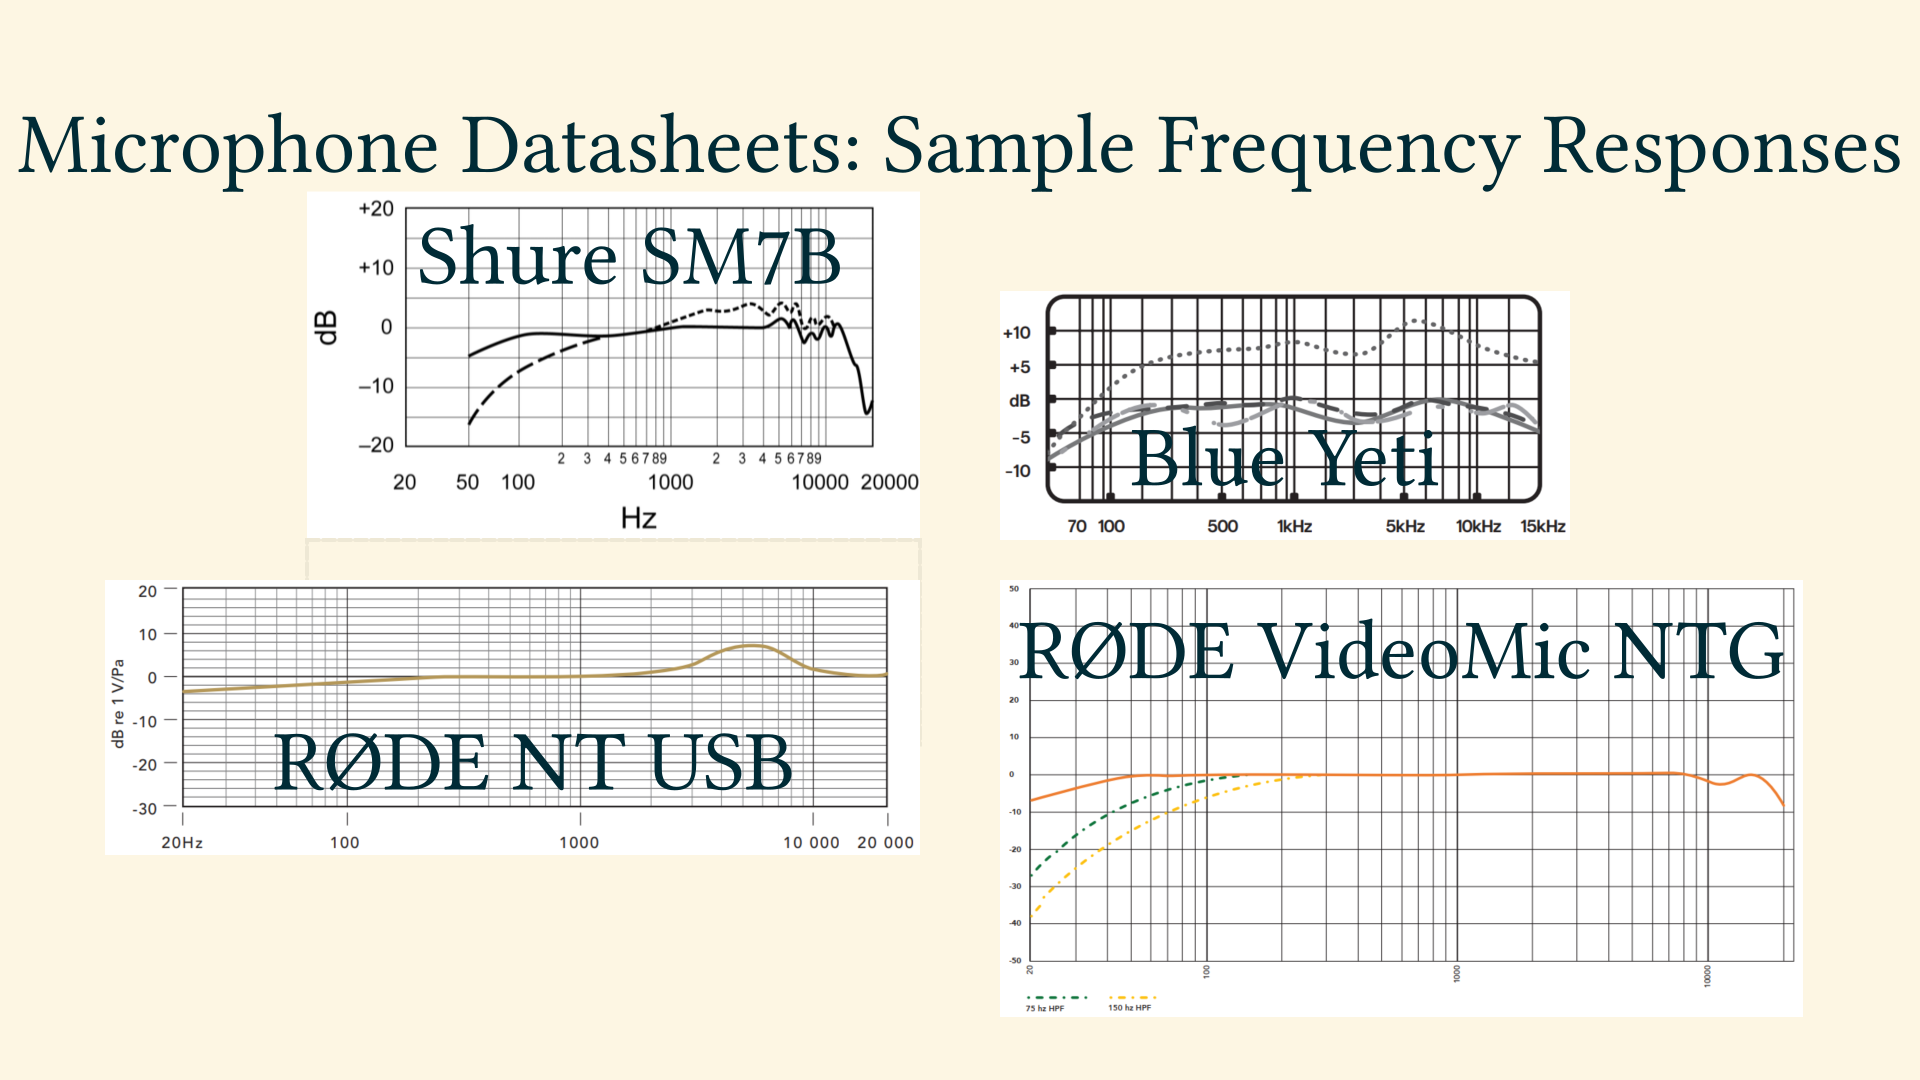 Microphone Datasheets: Sample Frequency Responses
Shure SM7B
+20
+10
0
–10
–20
dB
2 3 4 5 6 7 8 9 2 3 4 5 6 7 8 9
20 50 100 1000 10000 20000
Hz
Blue Yeti
+10
+5
dB
-5
-10
70 100 500 1kHz 5kHz 10kHz 15kHz
RØDE NT USB
20
10
0
-10
-20
-30
dB re 1 V/Pa
20Hz 100 1000 10 000 20 000
RØDE VideoMic NTG
50
40
30
20
10
0
-10
-20
-30
-40
-50
20 100 1000 10000
75 hz HPF 150 hz HPF